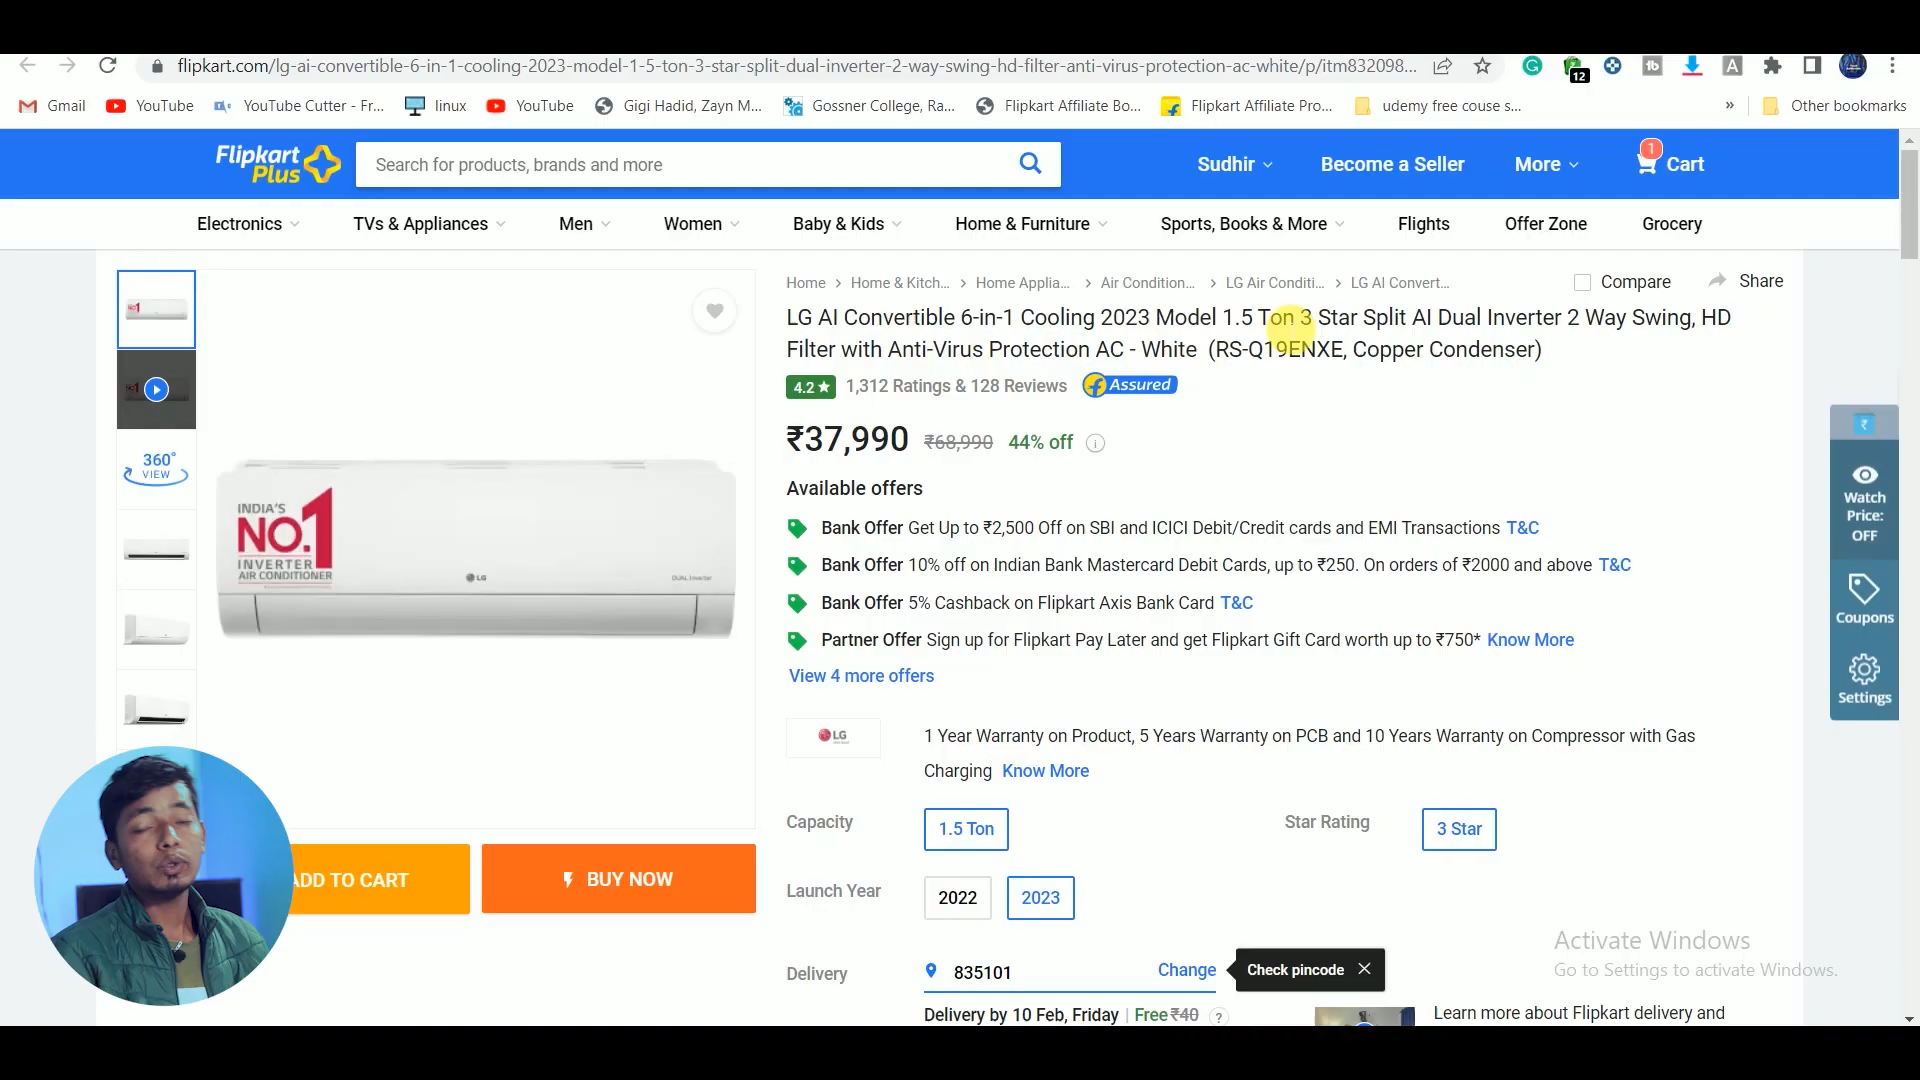 flipkart.com/lg-ai-convertible-6-in-1-cooling-2023-model-1-5-ton-3-star-split-dual-inverter-2-way-swing-hd-filter-anti-virus-protection-ac-white/p/itm832098...
12
Gmail YouTube YouTube Cutter - Fr... linux YouTube Gigi Hadid, Zayn M... Gossner College, Ra... Flipkart Affiliate Bo... Flipkart Affiliate Pro... udemy free couse s... » Other bookmarks
Flipkart
Plus
Search for products, brands and more
Sudhir Become a Seller More 1 Cart
Electronics TVs & Appliances Men Women Baby & Kids Home & Furniture Sports, Books & More Flights Offer Zone Grocery
Home > Home & Kitch... > Home Applia... > Air Condition... > LG Air Conditi... > LG AI Convert...
Compare Share
LG AI Convertible 6-in-1 Cooling 2023 Model 1.5 Ton 3 Star Split AI Dual Inverter 2 Way Swing, HD
Filter with Anti-Virus Protection AC - White (RS-Q19ENXE, Copper Condenser)
4.2★ 1,312 Ratings & 128 Reviews Assured
₹37,990 ₹68,990 44% off
Available offers
Bank Offer Get Up to ₹2,500 Off on SBI and ICICI Debit/Credit cards and EMI Transactions T&C
Bank Offer 10% off on Indian Bank Mastercard Debit Cards, up to ₹250. On orders of ₹2000 and above T&C
Bank Offer 5% Cashback on Flipkart Axis Bank Card T&C
Partner Offer Sign up for Flipkart Pay Later and get Flipkart Gift Card worth up to ₹750* Know More
View 4 more offers
360°
VIEW
INDIA'S
NO.1
INVERTER
AIR CONDITIONER
LG
DUAL Inverter
LG
1 Year Warranty on Product, 5 Years Warranty on PCB and 10 Years Warranty on Compressor with Gas
Charging Know More
Capacity 1.5 Ton Star Rating 3 Star
Launch Year 2022 2023
Delivery 835101 Change Check pincode
Delivery by 10 Feb, Friday | Free ₹40 ?
Learn more about Flipkart delivery and
ADD TO CART
BUY NOW
₹
Watch
Price:
OFF
Coupons
Settings
Activate Windows
Go to Settings to activate Windows.